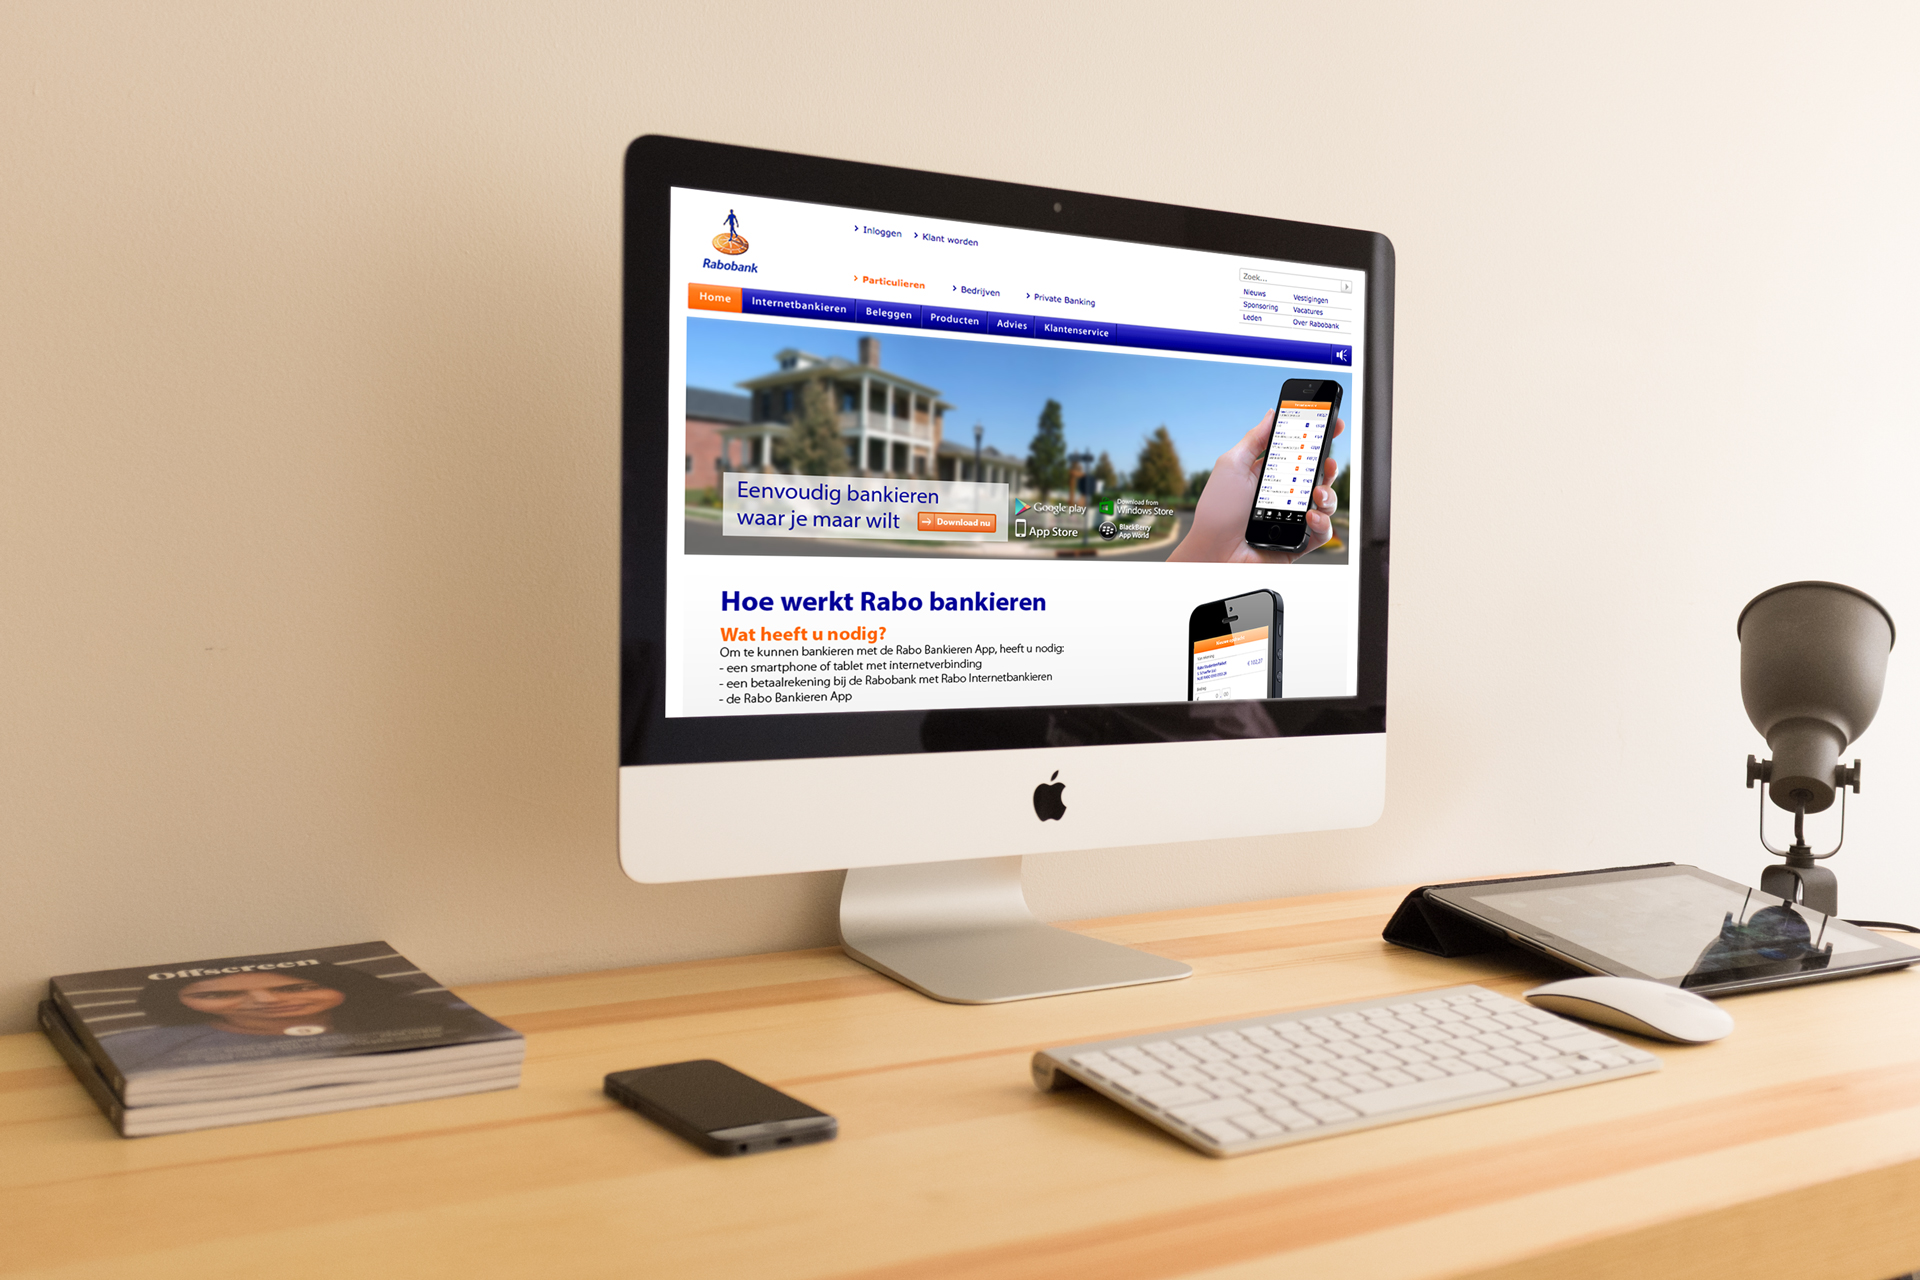 Rabobank
Inloggen
Klant worden
Particulieren
Bedrijven
Private Banking
Zoek...
Nieuws
Vestigingen
Sponsoring
Vacatures
Leden
Over Rabobank
Home
Internetbankieren
Beleggen
Producten
Advies
Klantenservice
Eenvoudig bankieren
waar je maar wilt
Download nu
Google play
App Store
Download from
Windows Store
BlackBerry
App World
Hoe werkt Rabo bankieren
Wat heeft u nodig?
Om te kunnen bankieren met de Rabo Bankieren App, heeft u nodig:
- een smartphone of tablet met internetverbinding
- een betaalrekening bij de Rabobank met Rabo Internetbankieren
- de Rabo Bankieren App
Offscreen